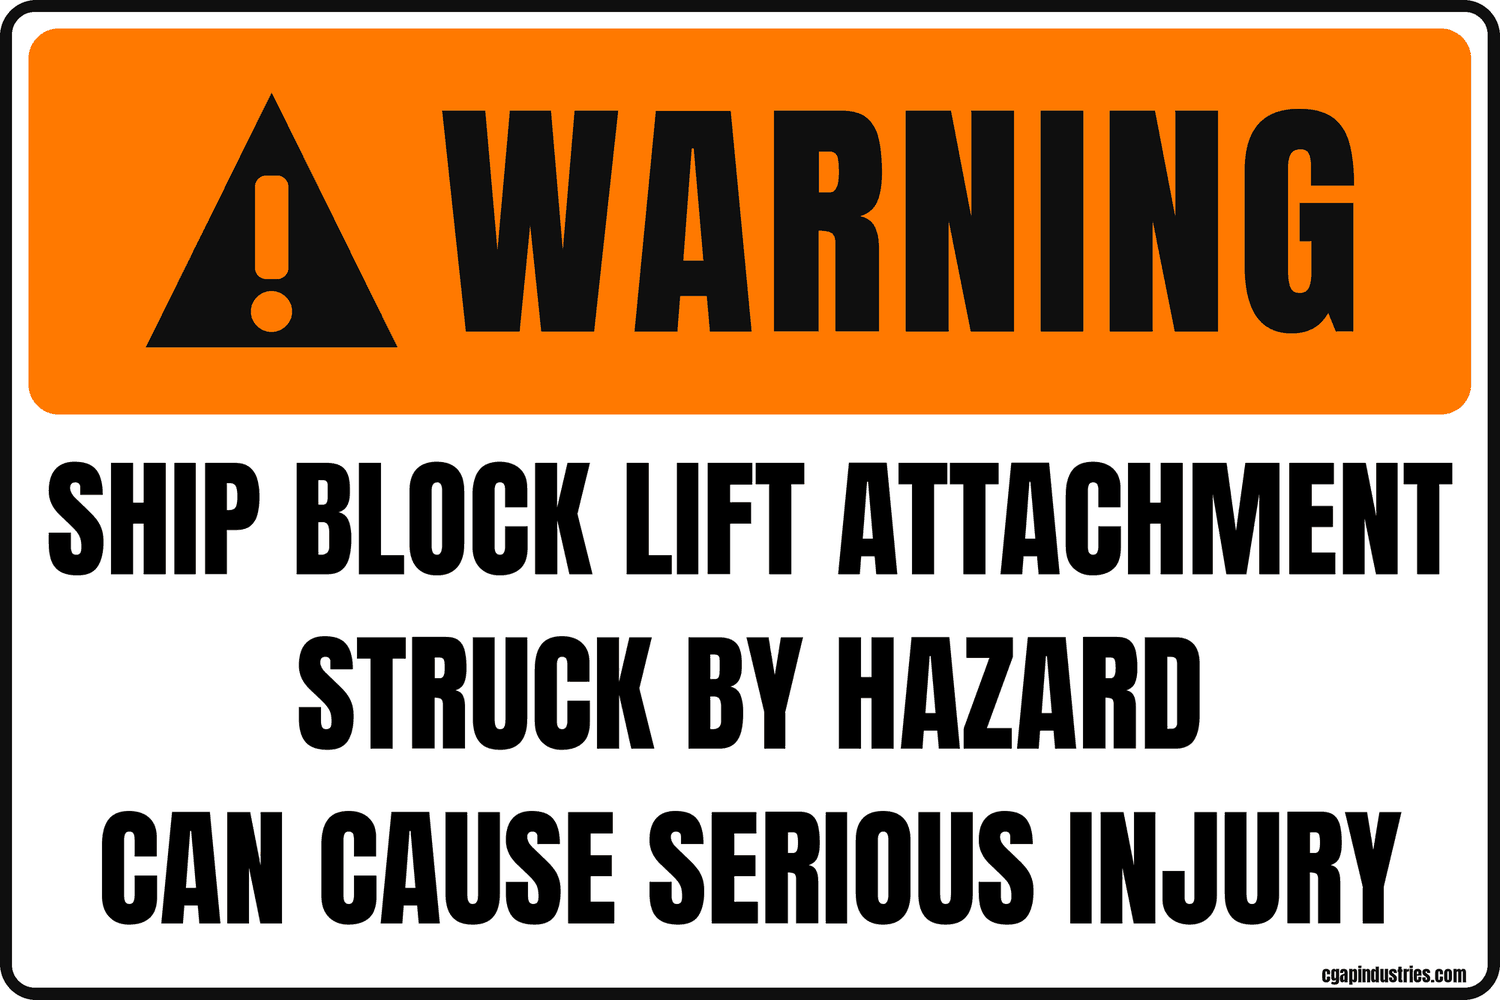 WARNING
SHIP BLOCK LIFT ATTACHMENT
STRUCK BY HAZARD
CAN CAUSE SERIOUS INJURY
cgapindustries.com